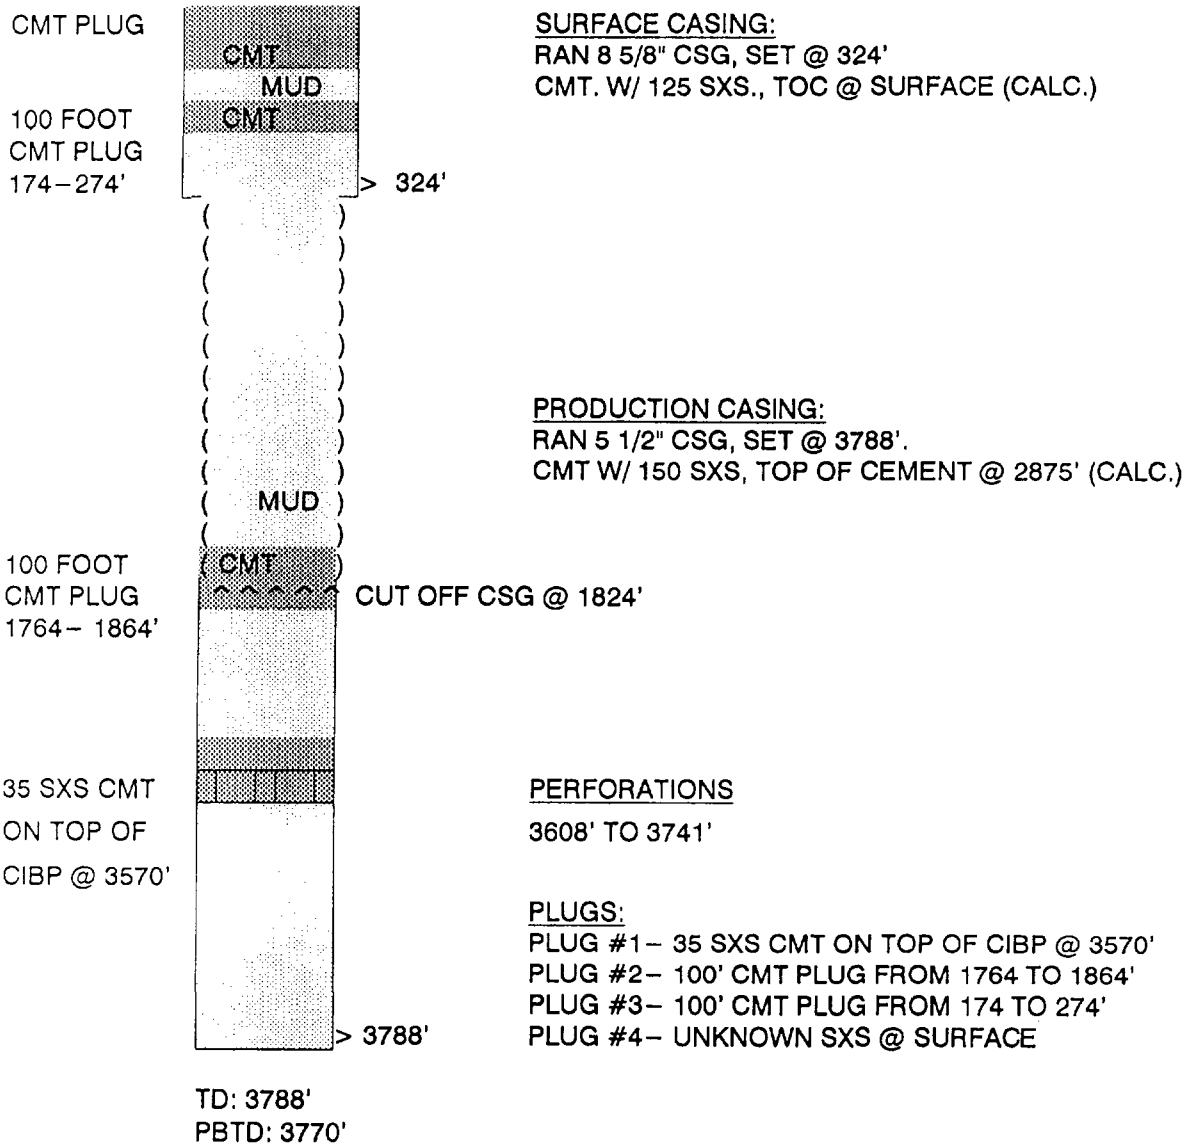 CMT PLUG
CMT
MUD
100 FOOT
CMT
CMT PLUG
174-274'
> 324'
SURFACE CASING:
RAN 8 5/8" CSG, SET @ 324'
CMT. W/ 125 SXS., TOC @ SURFACE (CALC.)
PRODUCTION CASING:
RAN 5 1/2" CSG, SET @ 3788'.
CMT W/ 150 SXS, TOP OF CEMENT @ 2875' (CALC.)
MUD
100 FOOT
CMT
CMT PLUG
1764- 1864'
CUT OFF CSG @ 1824'
35 SXS CMT
ON TOP OF
CIBP @ 3570'
PERFORATIONS
3608' TO 3741'
PLUGS:
PLUG #1- 35 SXS CMT ON TOP OF CIBP @ 3570'
PLUG #2- 100' CMT PLUG FROM 1764 TO 1864'
PLUG #3- 100' CMT PLUG FROM 174 TO 274'
PLUG #4- UNKNOWN SXS @ SURFACE
> 3788'
TD: 3788'
PBTD: 3770'